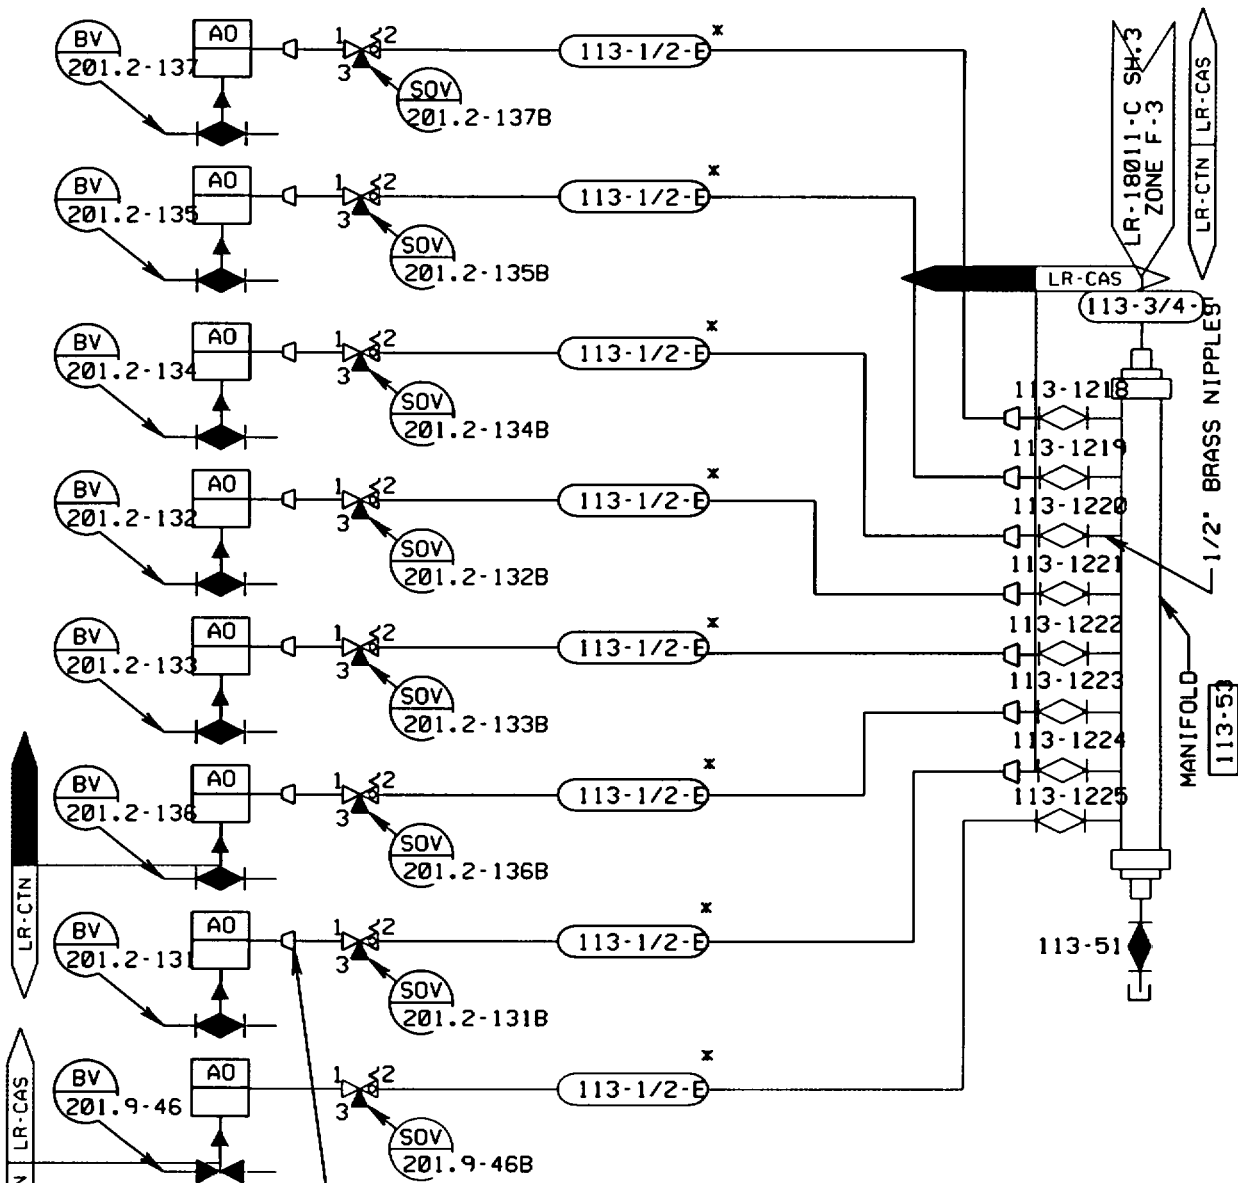 BV
201.2-137
AO
1 2
3
SOV
201.2-137B
113-1/2-E
*
BV
201.2-135
AO
1 2
3
SOV
201.2-135B
113-1/2-E
*
BV
201.2-134
AO
1 2
3
SOV
201.2-134B
113-1/2-E
*
BV
201.2-132
AO
1 2
3
SOV
201.2-132B
113-1/2-E
*
BV
201.2-133
AO
1 2
3
SOV
201.2-133B
113-1/2-E
*
BV
201.2-136
AO
1 2
3
SOV
201.2-136B
113-1/2-E
*
BV
201.2-131
AO
1 2
3
SOV
201.2-131B
113-1/2-E
*
BV
201.9-46
AO
1 2
3
SOV
201.9-46B
113-1/2-E
*
LR-CTN
LR-CAS
N
LR-18011-C SH.3
ZONE F-3
LR-CTN
LR-CAS
LR-CAS
113-3/4-
113-1218
113-1219
113-1220
113-1221
113-1222
113-1223
113-1224
113-1225
1/2" BRASS NIPPLES
MANIFOLD
113-53
113-51